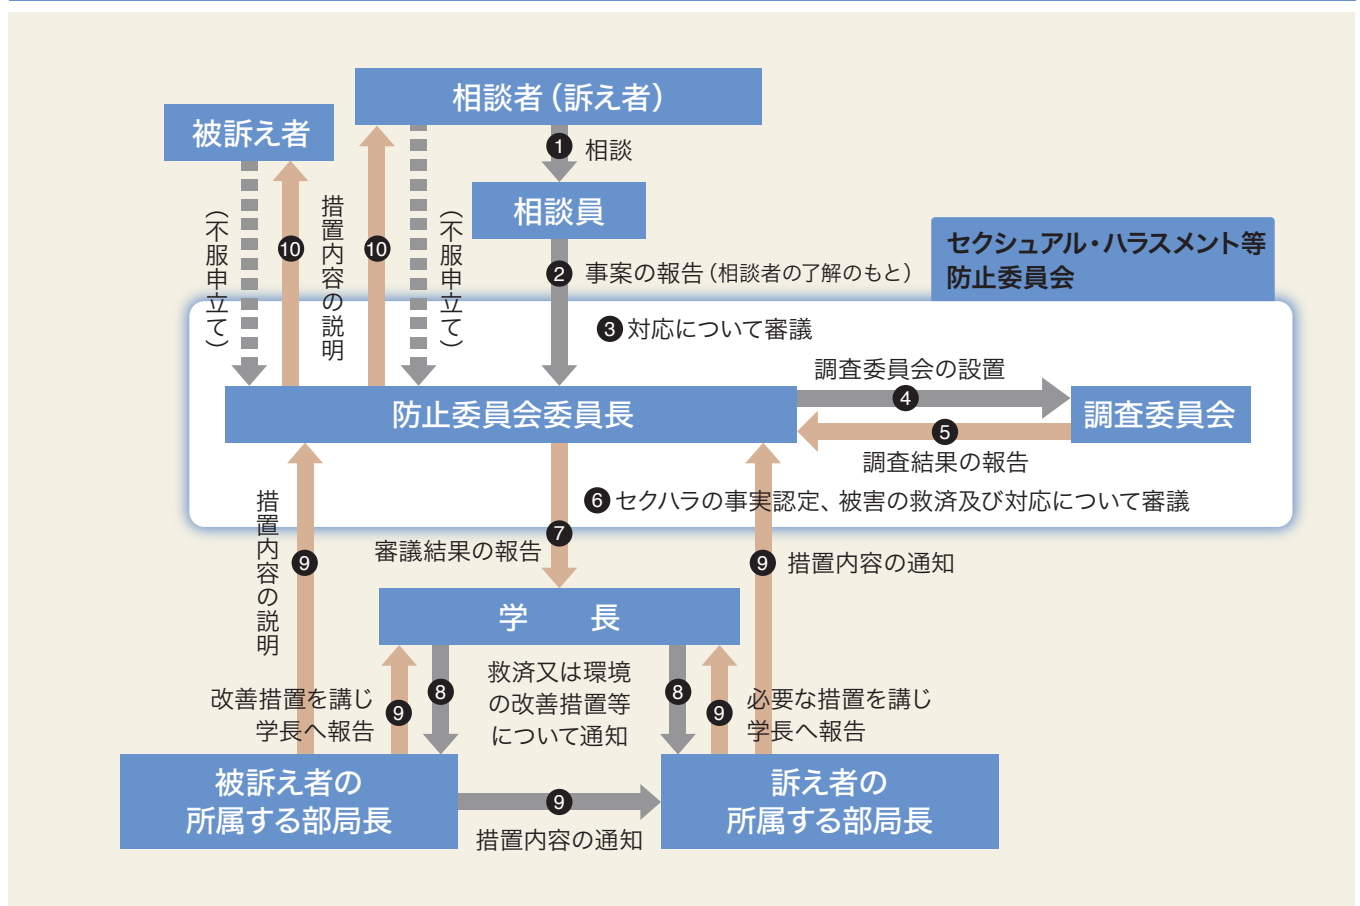 相談者（訴え者）
被訴え者
❶ 相談
相談員
（不服申立て）
❿
措置内容の説明
❿
（不服申立て）
❷ 事案の報告（相談者の了解のもと）
セクシュアル・ハラスメント等
防止委員会
❸ 対応について審議
調査委員会の設置
❹
防止委員会委員長
調査委員会
❺
調査結果の報告
❻ セクハラの事実認定、被害の救済及び対応について審議
措置内容の説明
❾
❼
審議結果の報告
❾ 措置内容の通知
学　長
改善措置を講じ
学長へ報告
❾
❽
救済又は環境
の改善措置等
について通知
❽
❾
必要な措置を講じ
学長へ報告
被訴え者の
所属する部局長
❾
措置内容の通知
訴え者の
所属する部局長